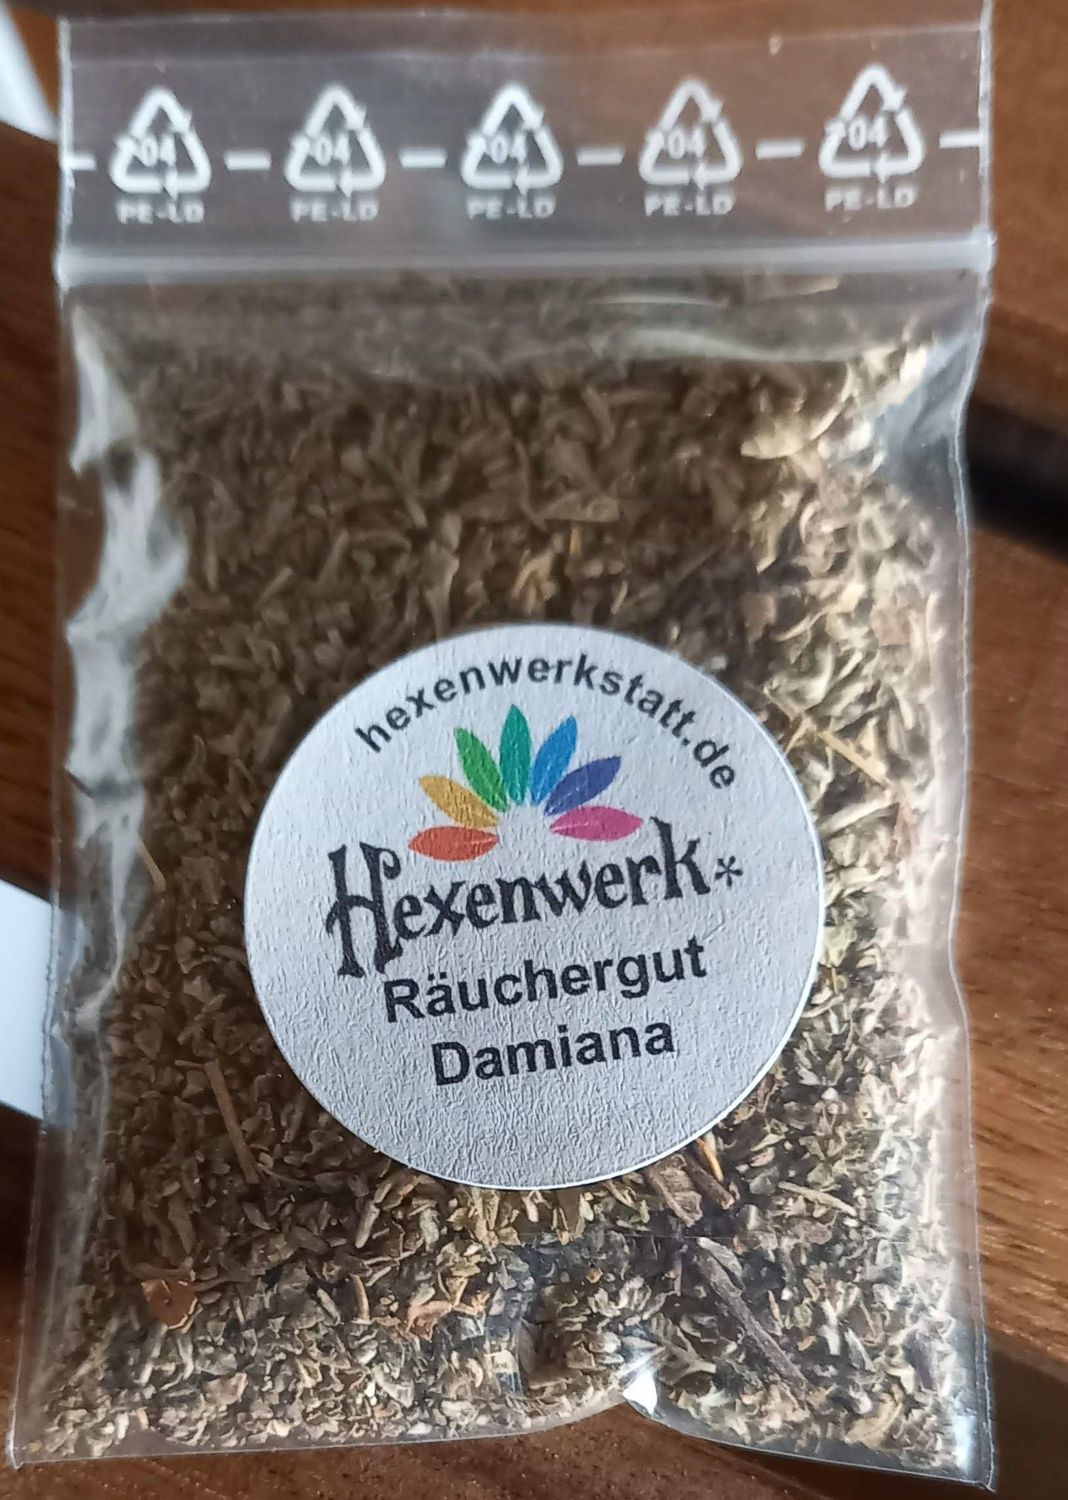 04 04 04 04 04
PE-LD PE-LD PE-LD PE-LD PE-LD
hexenwerkstatt.de
Hexenwerk*
Räuchergut
Damiana